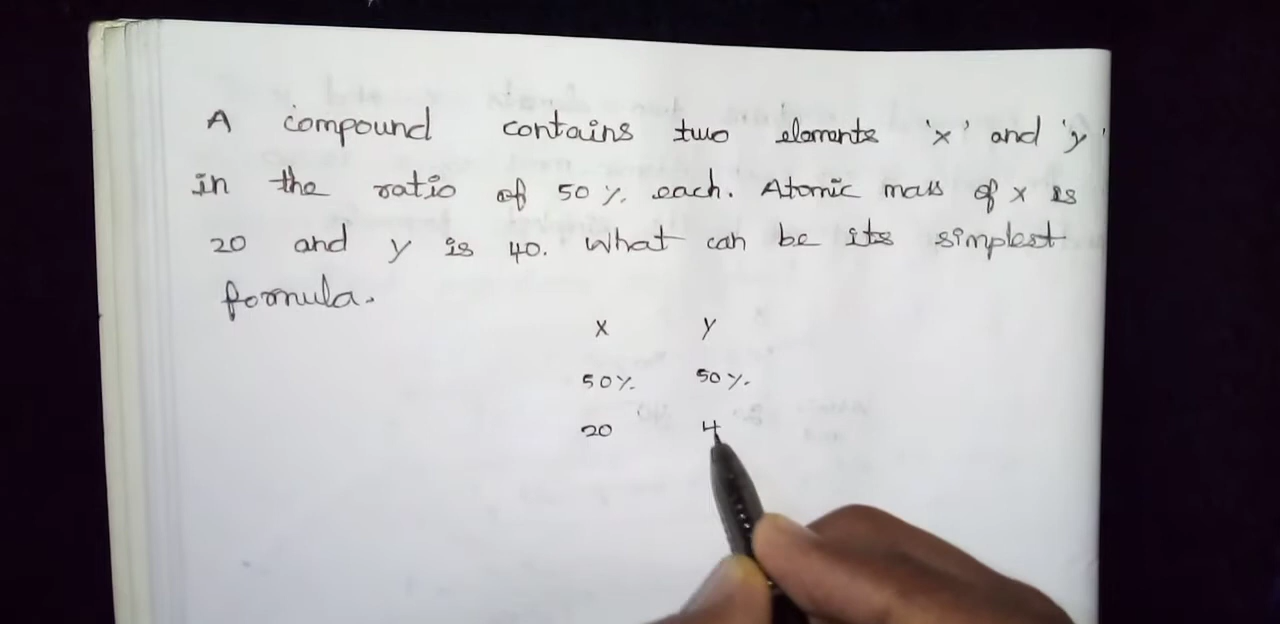 A compound contains two elements 'x' and 'y'
in the ratio of 50 % each. Atomic mass of x is
20 and y is 40. What can be its simplest
formula.
x y
50% 50%
20 4